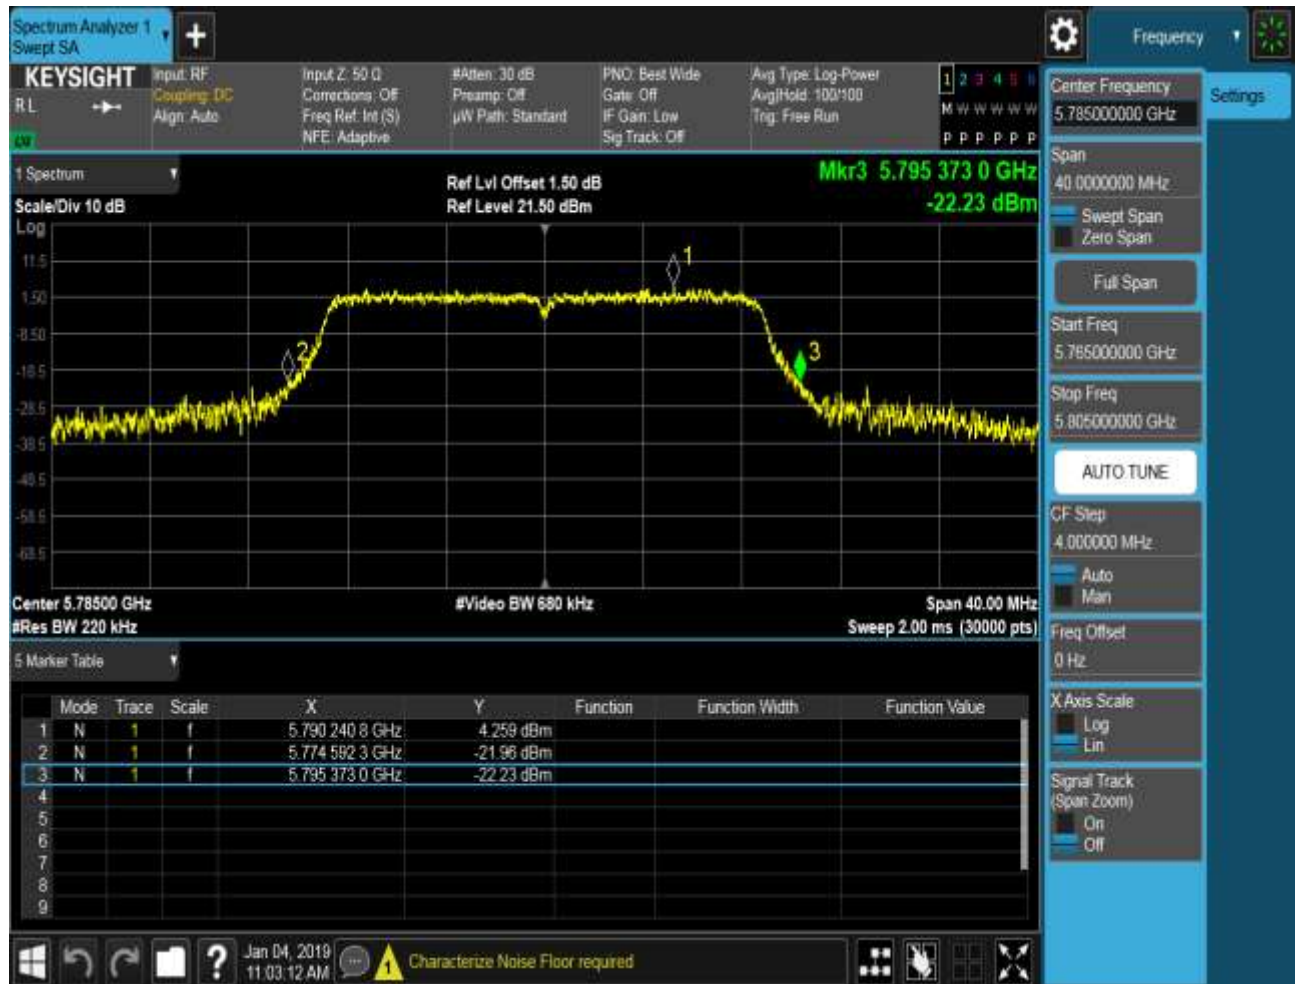 Spectrum Analyzer 1
Swept SA
+
Frequency
KEYSIGHT
RL
Input: RF
Coupling: DC
Align: Auto
Input Z: 50 Ω
Corrections: Off
Freq Ref: Int (S)
NFE: Adaptive
#Atten: 30 dB
Preamp: Off
µW Path: Standard
PNO: Best Wide
Gate: Off
IF Gain: Low
Sig Track: Off
Avg Type: Log-Power
Avg|Hold: 100/100
Trig: Free Run
1 2 3 4 5 6
M W W W W W
P P P P P P
1 Spectrum
Scale/Div 10 dB
Log
Ref Lvl Offset 1.50 dB
Ref Level 21.50 dBm
Mkr3 5.795 373 0 GHz
-22.23 dBm
11.5
1.50
-8.50
-18.5
-28.5
-38.5
-48.5
-58.5
-68.5
1
2
3
Center 5.78500 GHz
#Res BW 220 kHz
#Video BW 680 kHz
Span 40.00 MHz
Sweep 2.00 ms (30000 pts)
5 Marker Table
Mode Trace Scale X Y Function Function Width Function Value
1 N 1 f 5.790 240 8 GHz 4.259 dBm
2 N 1 f 5.774 592 3 GHz -21.96 dBm
3 N 1 f 5.795 373 0 GHz -22.23 dBm
4
5
6
7
8
9
Center Frequency
5.785000000 GHz
Settings
Span
40.0000000 MHz
Swept Span
Zero Span
Full Span
Start Freq
5.765000000 GHz
Stop Freq
5.805000000 GHz
AUTO TUNE
CF Step
4.000000 MHz
Auto
Man
Freq Offset
0 Hz
X Axis Scale
Log
Lin
Signal Track
(Span Zoom)
On
Off
?
Jan 04, 2019
11:03:12 AM
1
Characterize Noise Floor required